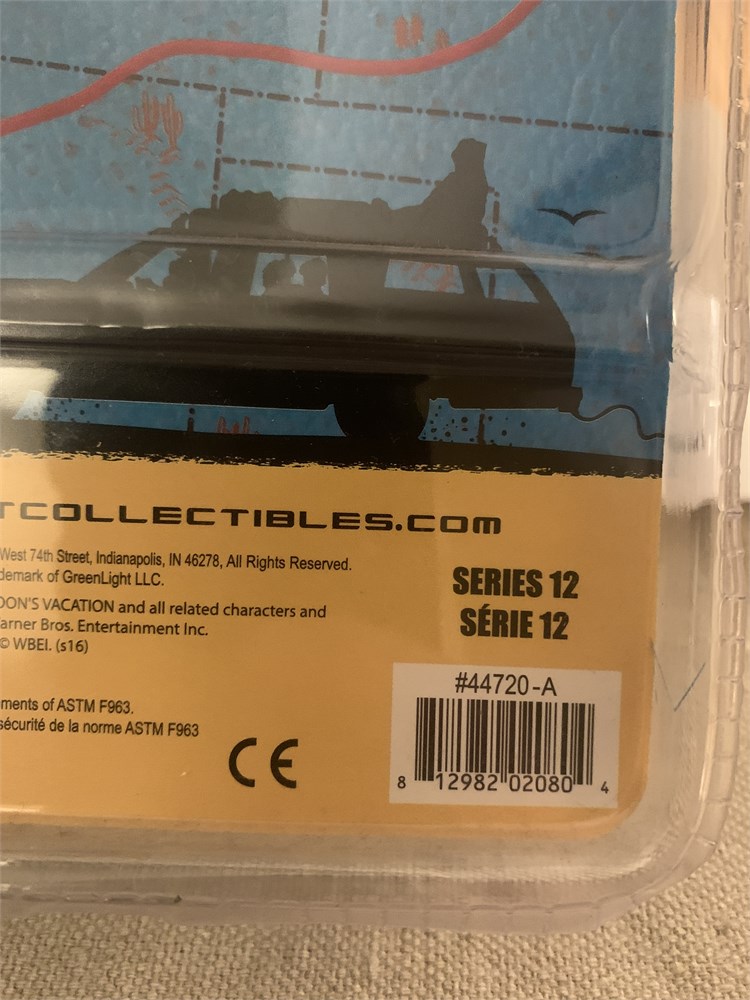 TCOLLECTIBLES.COM
West 74th Street, Indianapolis, IN 46278, All Rights Reserved.
demark of GreenLight LLC.
OON'S VACATION and all related characters and
arner Bros. Entertainment Inc.
© WBEI. (s16)
SERIES 12
SÉRIE 12
ments of ASTM F963.
sécurité de la norme ASTM F963
CE
#44720-A
8 12982 02080 4